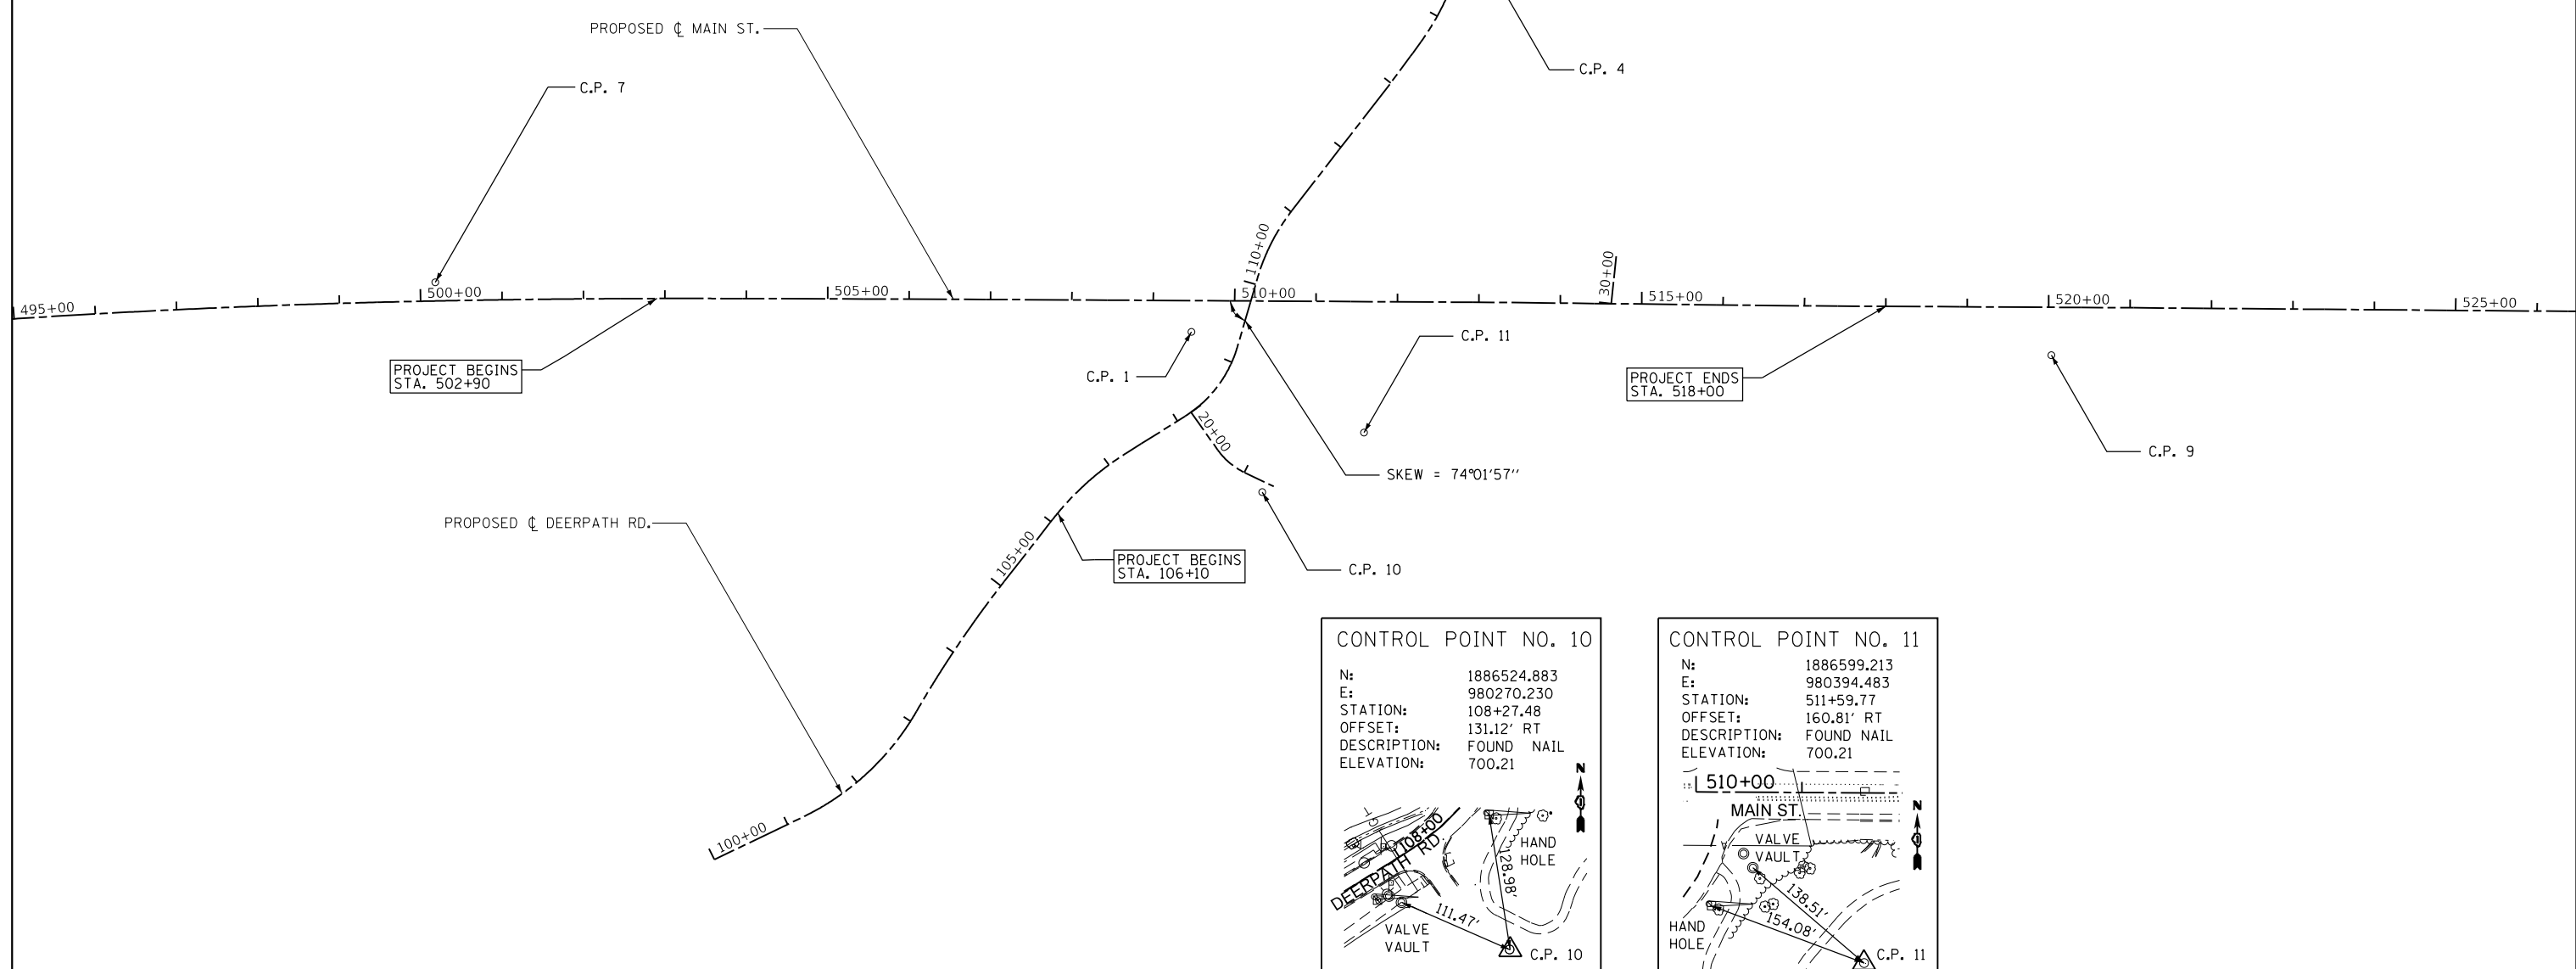 PROPOSED ℄ MAIN ST.
C.P. 4
C.P. 7
110+00
30+00
495+00
500+00
505+00
510+00
515+00
520+00
525+00
C.P. 11
PROJECT BEGINS
STA. 502+90
C.P. 1
PROJECT ENDS
STA. 518+00
20+00
C.P. 9
SKEW = 74°01'57''
PROPOSED ℄ DEERPATH RD.
105+00
PROJECT BEGINS
STA. 106+10
C.P. 10
100+00
CONTROL POINT NO. 10
N: 1886524.883
E: 980270.230
STATION: 108+27.48
OFFSET: 131.12' RT
DESCRIPTION: FOUND NAIL
ELEVATION: 700.21
N
108+00
DEERPATH RD
HAND
HOLE
128.98'
111.47'
VALVE
VAULT
C.P. 10
CONTROL POINT NO. 11
N: 1886599.213
E: 980394.483
STATION: 511+59.77
OFFSET: 160.81' RT
DESCRIPTION: FOUND NAIL
ELEVATION: 700.21
510+00
N
MAIN ST.
VALVE
VAULT
138.51'
154.08'
HAND
HOLE
C.P. 11